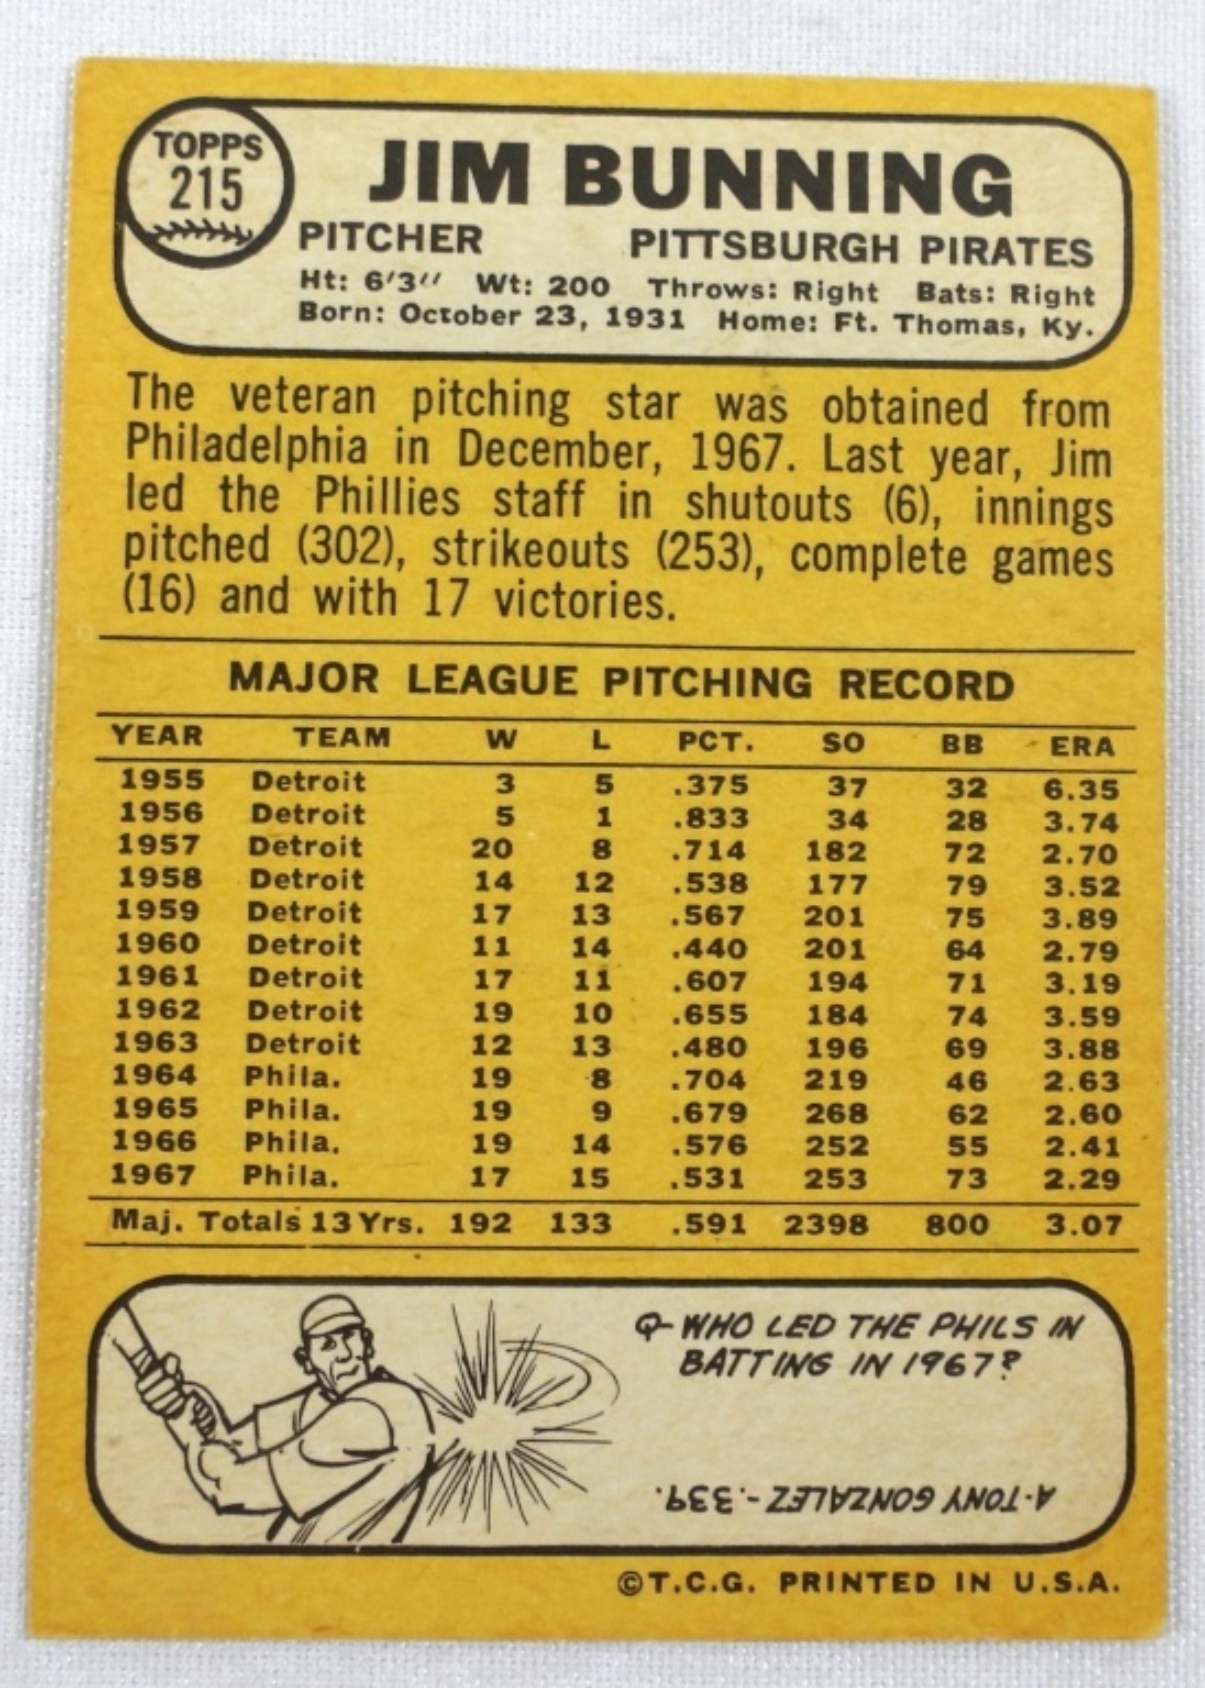 TOPPS
215
JIM BUNNING
PITCHER PITTSBURGH PIRATES
Ht: 6'3" Wt: 200 Throws: Right Bats: Right
Born: October 23, 1931 Home: Ft. Thomas, Ky.
The veteran pitching star was obtained from
Philadelphia in December, 1967. Last year, Jim
led the Phillies staff in shutouts (6), innings
pitched (302), strikeouts (253), complete games
(16) and with 17 victories.
MAJOR LEAGUE PITCHING RECORD
YEAR TEAM W L PCT. SO BB ERA
1955 Detroit 3 5 .375 37 32 6.35
1956 Detroit 5 1 .833 34 28 3.74
1957 Detroit 20 8 .714 182 72 2.70
1958 Detroit 14 12 .538 177 79 3.52
1959 Detroit 17 13 .567 201 75 3.89
1960 Detroit 11 14 .440 201 64 2.79
1961 Detroit 17 11 .607 194 71 3.19
1962 Detroit 19 10 .655 184 74 3.59
1963 Detroit 12 13 .480 196 69 3.88
1964 Phila. 19 8 .704 219 46 2.63
1965 Phila. 19 9 .679 268 62 2.60
1966 Phila. 19 14 .576 252 55 2.41
1967 Phila. 17 15 .531 253 73 2.29
Maj. Totals 13 Yrs. 192 133 .591 2398 800 3.07
Q-WHO LED THE PHILS IN
BATTING IN 1967?
A-TONY GONZALEZ-.339.
©T.C.G. PRINTED IN U.S.A.